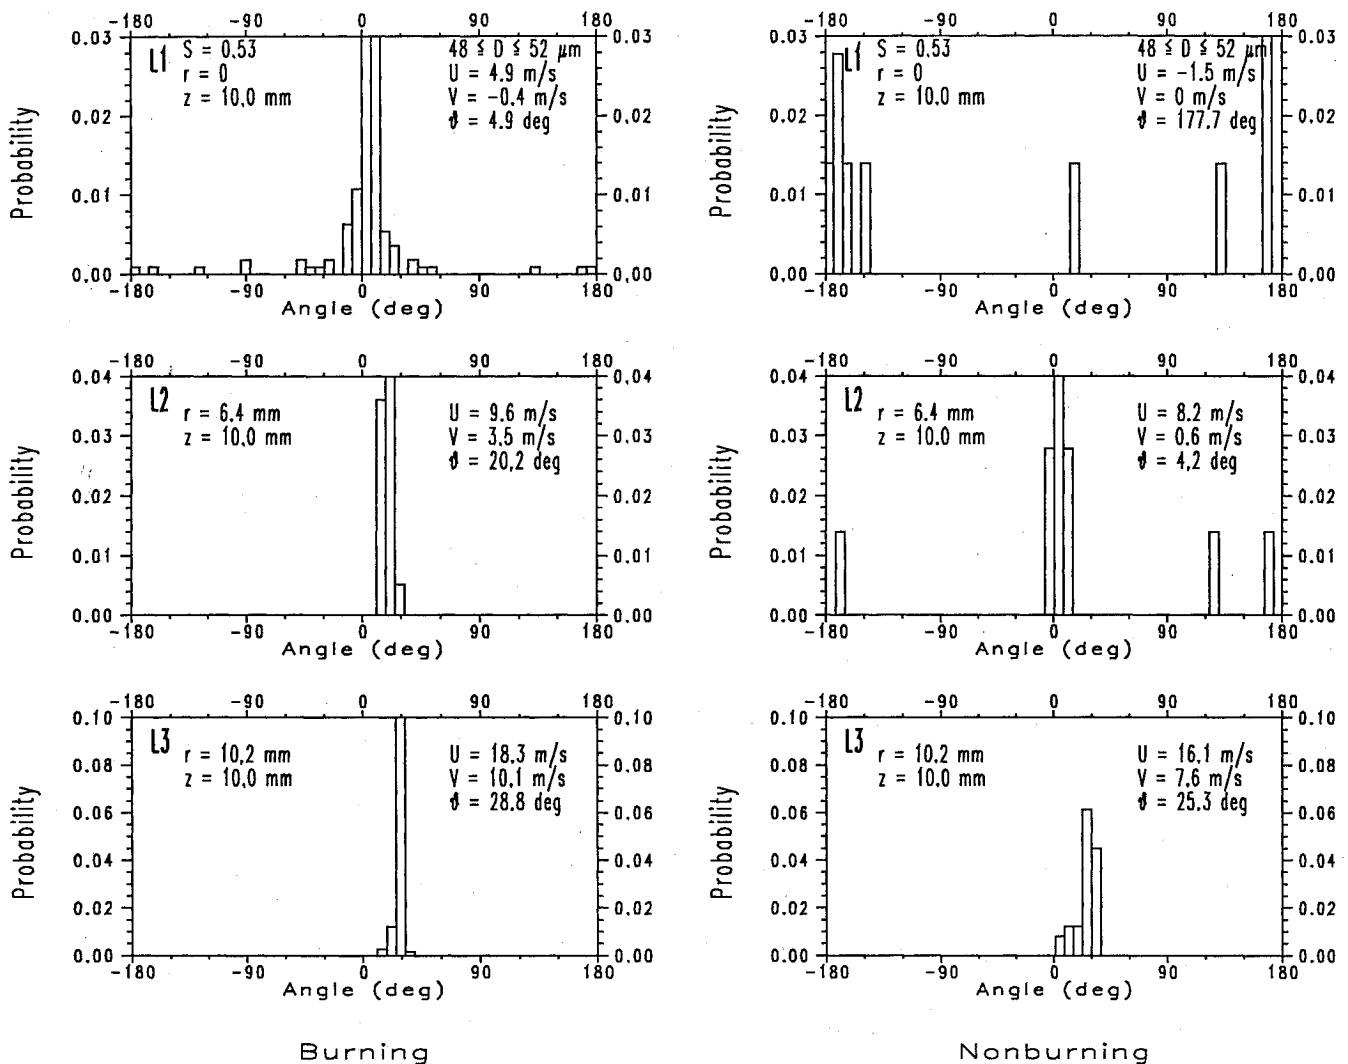 -180 -90 0 90 180
0.03 0.03
L1 S = 0.53 48 ≤ D ≤ 52 µm
r = 0 U = 4.9 m/s
z = 10.0 mm V = -0.4 m/s
ϑ = 4.9 deg
0.02 0.02
0.01 0.01
0.00 0.00
-180 -90 0 90 180
Probability
Angle (deg)
-180 -90 0 90 180
0.03 0.03
L1 S = 0.53 48 ≤ D ≤ 52 µm
r = 0 U = -1.5 m/s
z = 10.0 mm V = 0 m/s
ϑ = 177.7 deg
0.02 0.02
0.01 0.01
0.00 0.00
-180 -90 0 90 180
Probability
Angle (deg)
-180 -90 0 90 180
0.04 0.04
L2 r = 6.4 mm U = 9.6 m/s
z = 10.0 mm V = 3.5 m/s
ϑ = 20.2 deg
0.03 0.03
0.02 0.02
0.01 0.01
0.00 0.00
-180 -90 0 90 180
Probability
Angle (deg)
-180 -90 0 90 180
0.04 0.04
L2 r = 6.4 mm U = 8.2 m/s
z = 10.0 mm V = 0.6 m/s
ϑ = 4.2 deg
0.03 0.03
0.02 0.02
0.01 0.01
0.00 0.00
-180 -90 0 90 180
Probability
Angle (deg)
-180 -90 0 90 180
0.10 0.10
L3 r = 10.2 mm U = 18.3 m/s
z = 10.0 mm V = 10.1 m/s
ϑ = 28.8 deg
0.08 0.08
0.06 0.06
0.04 0.04
0.02 0.02
0.00 0.00
-180 -90 0 90 180
Probability
Angle (deg)
-180 -90 0 90 180
0.10 0.10
L3 r = 10.2 mm U = 16.1 m/s
z = 10.0 mm V = 7.6 m/s
ϑ = 25.3 deg
0.08 0.08
0.06 0.06
0.04 0.04
0.02 0.02
0.00 0.00
-180 -90 0 90 180
Probability
Angle (deg)
Burning
Nonburning